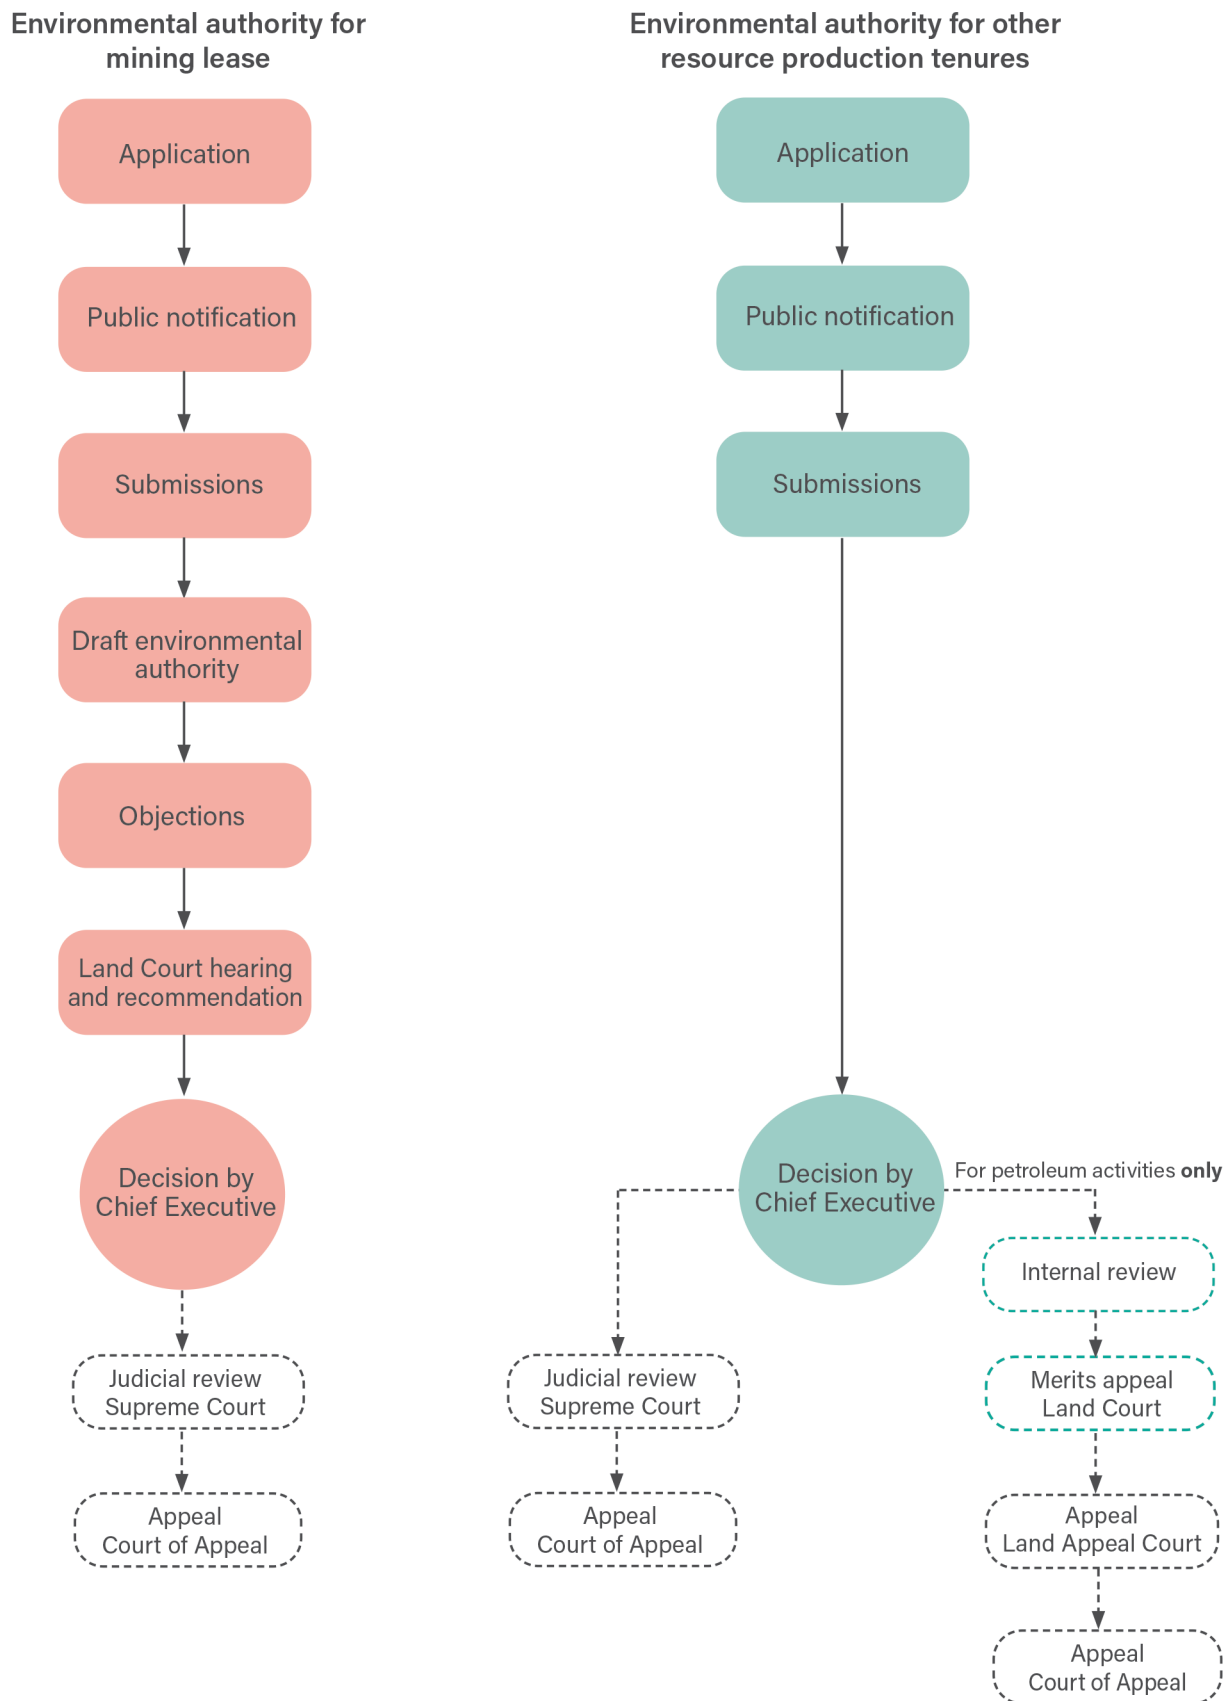 Environmental authority for
mining lease
Application
Public notification
Submissions
Draft environmental
authority
Objections
Land Court hearing
and recommendation
Decision by
Chief Executive
Judicial review
Supreme Court
Appeal
Court of Appeal
Environmental authority for other
resource production tenures
Application
Public notification
Submissions
Decision by
Chief Executive
Judicial review
Supreme Court
Appeal
Court of Appeal
For petroleum activities only
Internal review
Merits appeal
Land Court
Appeal
Land Appeal Court
Appeal
Court of Appeal